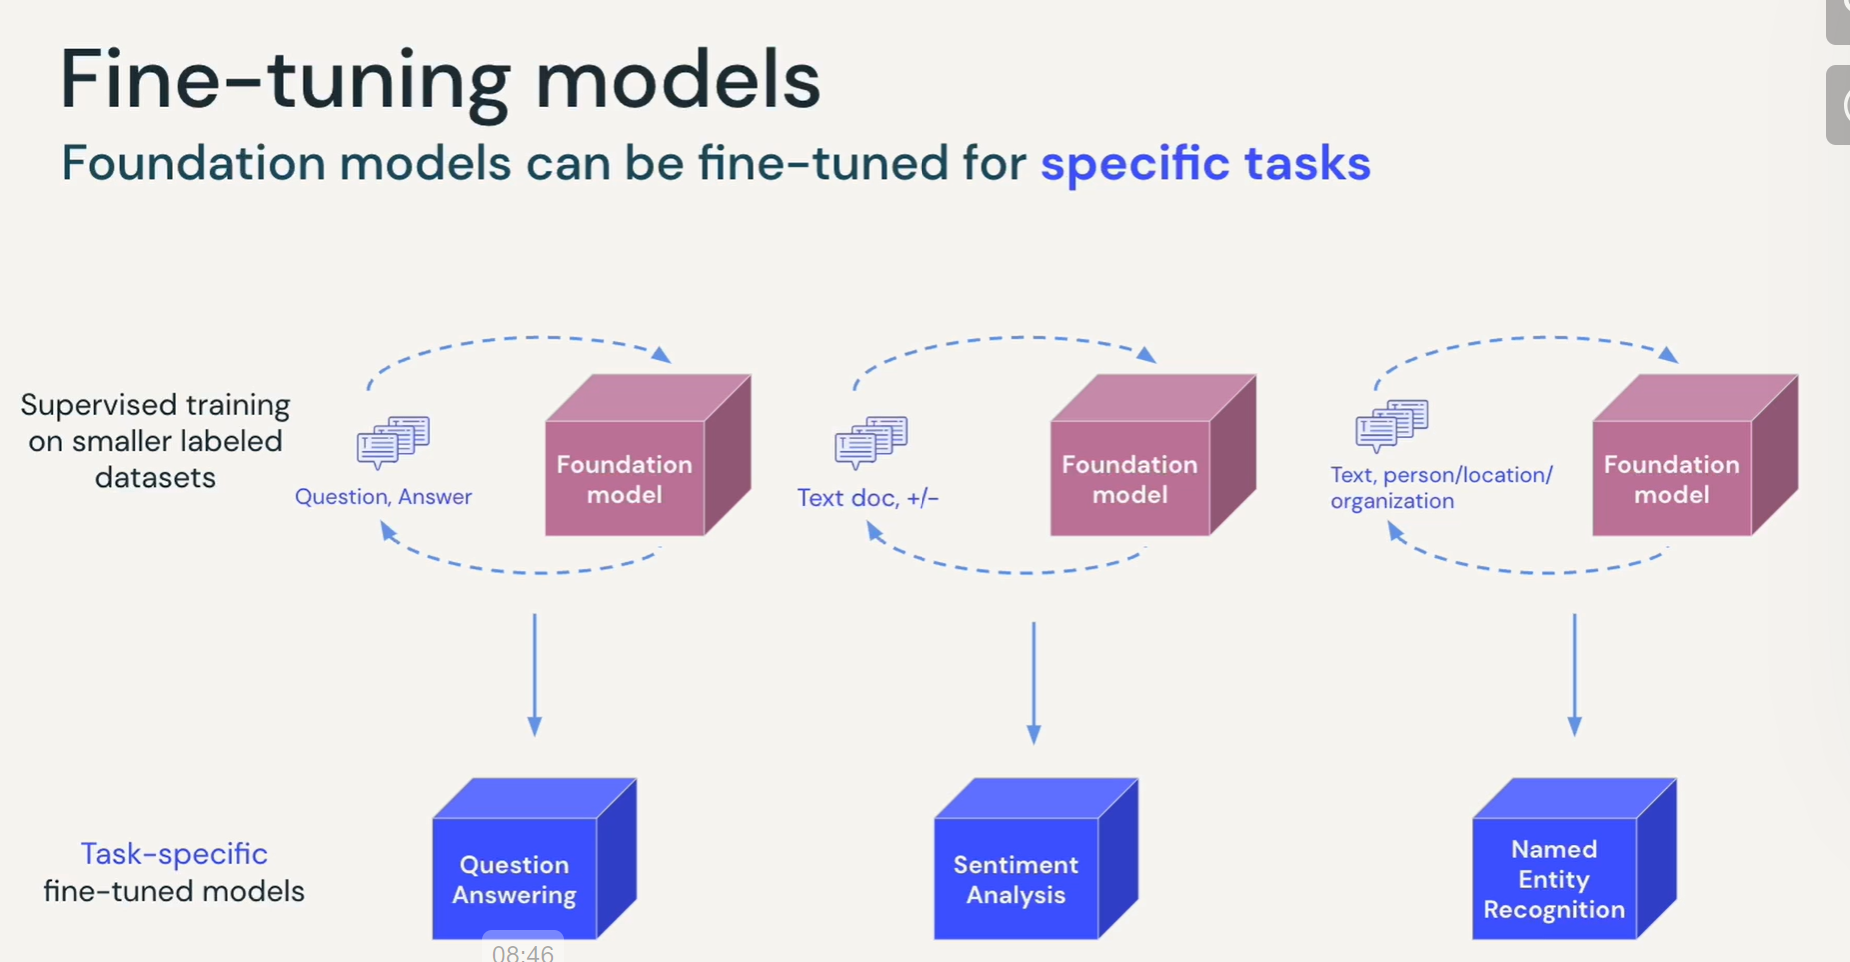 Fine-tuning models
Foundation models can be fine-tuned for specific tasks
Supervised training
on smaller labeled
datasets
Question, Answer
Foundation
model
Text doc, +/-
Foundation
model
Text, person/location/
organization
Foundation
model
Task-specific
fine-tuned models
Question
Answering
Sentiment
Analysis
Named
Entity
Recognition
08:46